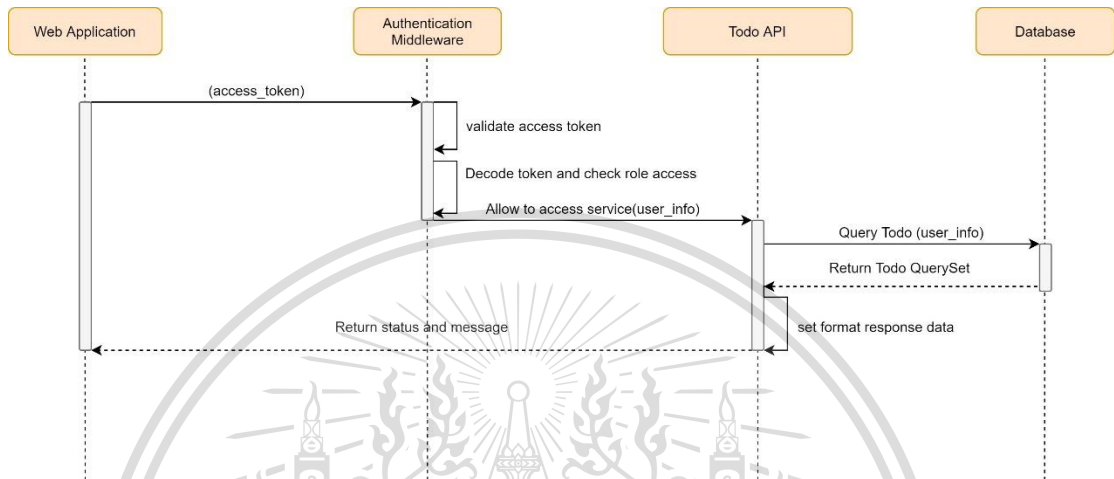 Web Application
Authentication
Middleware
Todo API
Database
(access_token)
validate access token
Decode token and check role access
Allow to access service(user_info)
Query Todo (user_info)
Return Todo QuerySet
Return status and message
set format response data